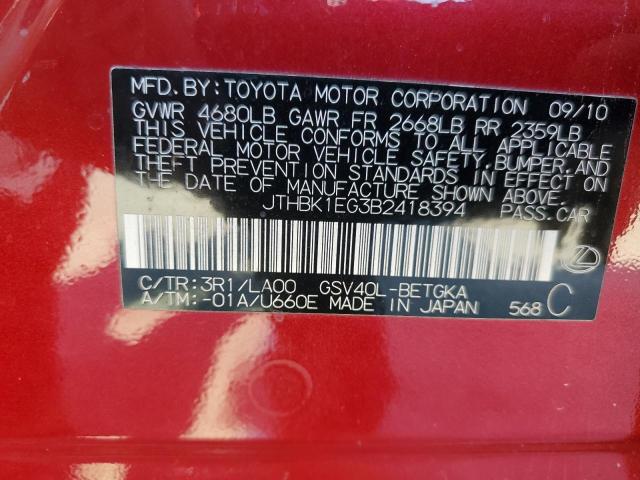 MFD. BY: TOYOTA MOTOR CORPORATION 09/10
GVWR 4680LB GAWR FR 2668LB RR 2359LB
THIS VEHICLE CONFORMS TO ALL APPLICABLE
FEDERAL MOTOR VEHICLE SAFETY, BUMPER, AND
THEFT PREVENTION STANDARDS IN EFFECT ON
THE DATE OF MANUFACTURE SHOWN ABOVE.
JTHBK1EG3B2418394 PASS. CAR
C/TR: 3R1/LA00 GSV40L-BETGKA
A/TM: -01A/U660E MADE IN JAPAN 568 C